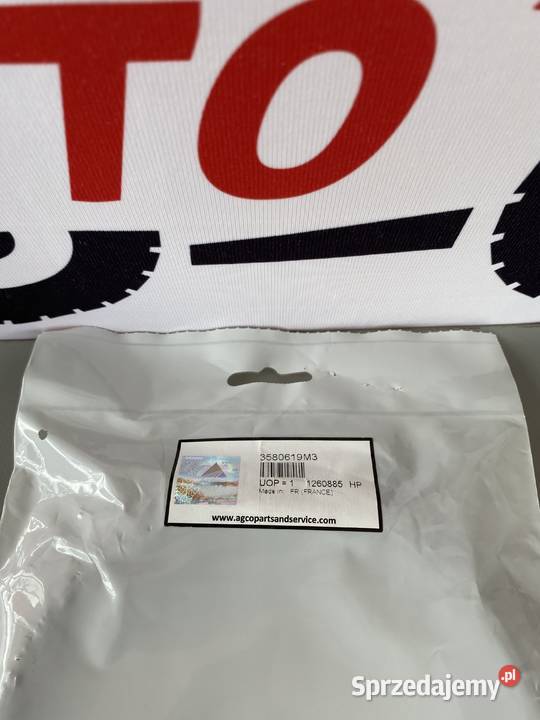 TO
3580619M3
UOP = 1 1260885 HP
Made in: FR (FRANCE)
www.agcopartsandservice.com
Sprzedajemy.pl